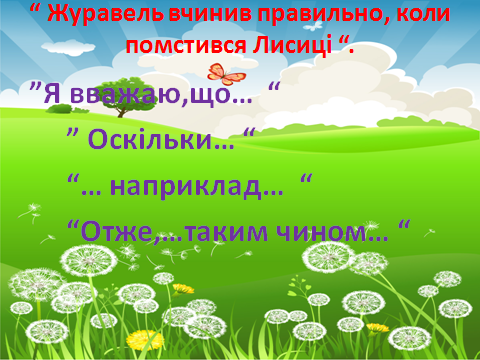 “ Журавель вчинив правильно, коли
помстився Лисиці “.
”Я вважаю,що… “
” Оскільки… “
“… наприклад… “
“Отже,…таким чином… “